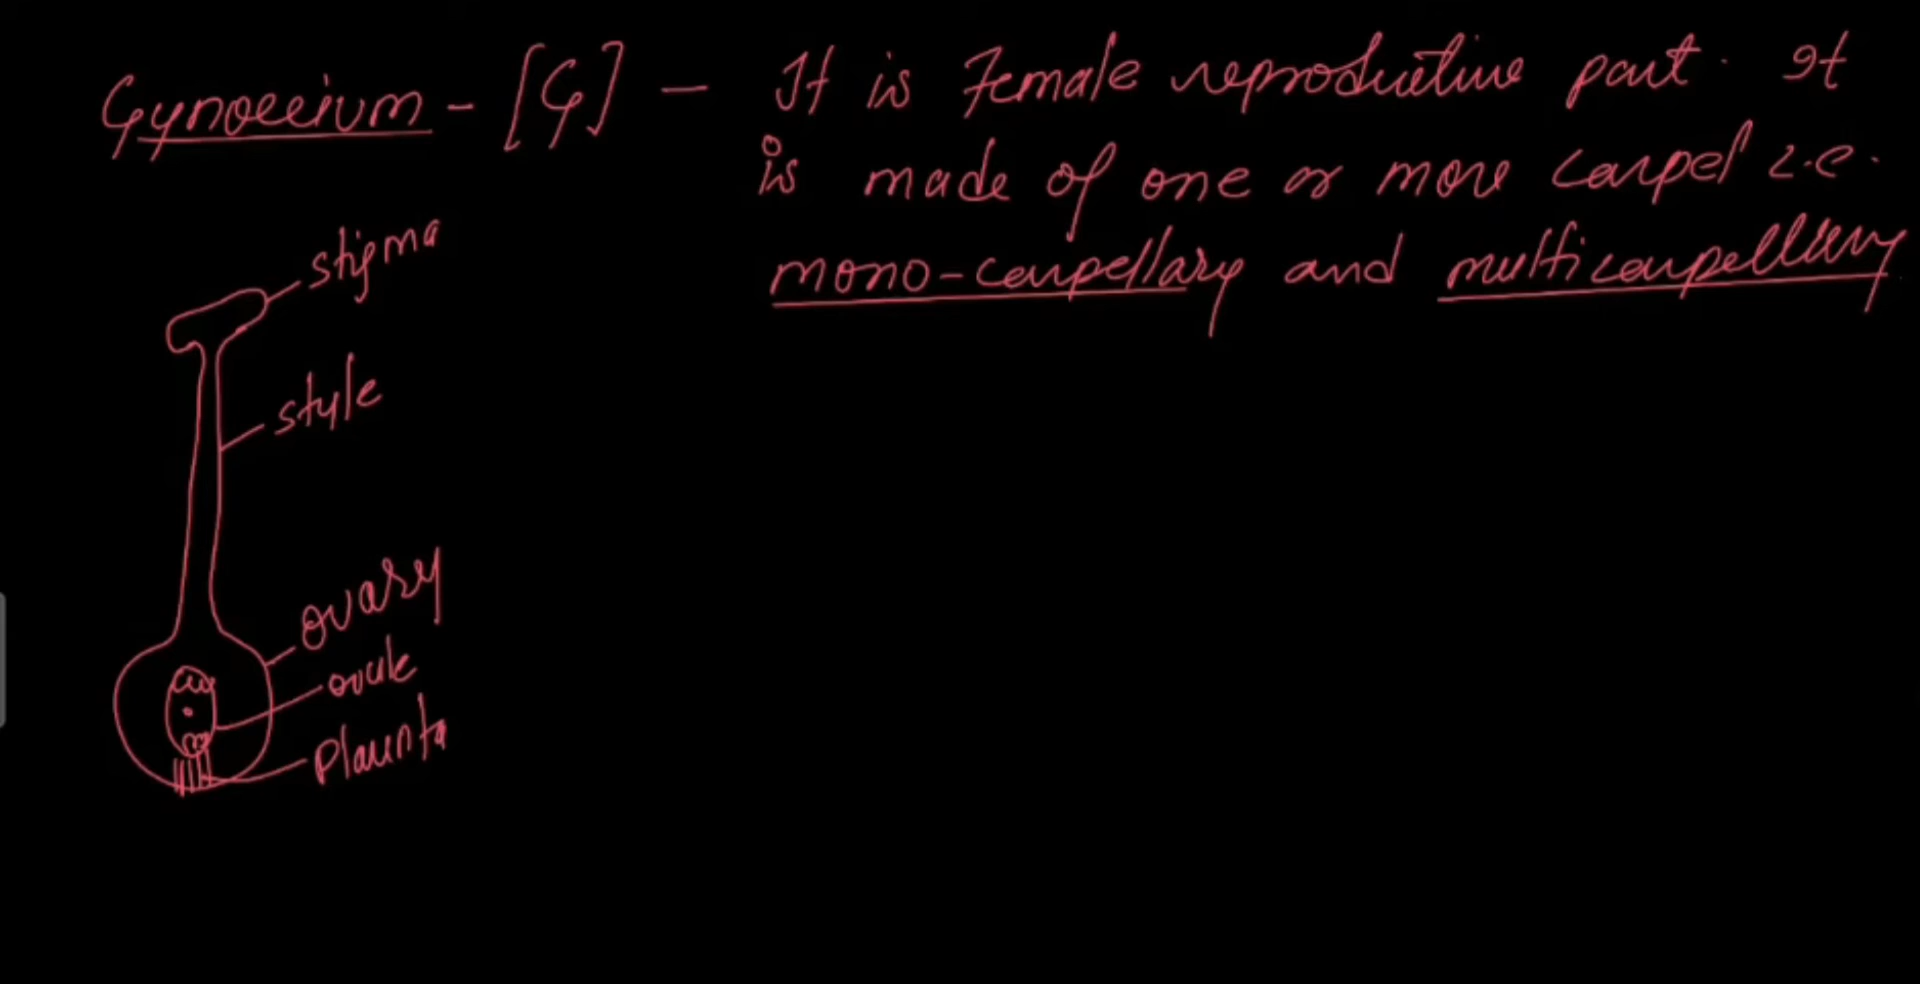 Gynoecium - [G] - It is Female reproductive part. It
is made of one or more carpel i.e.
mono-carpellary and multicarpellary
stigma
style
ovary
ovule
Placenta